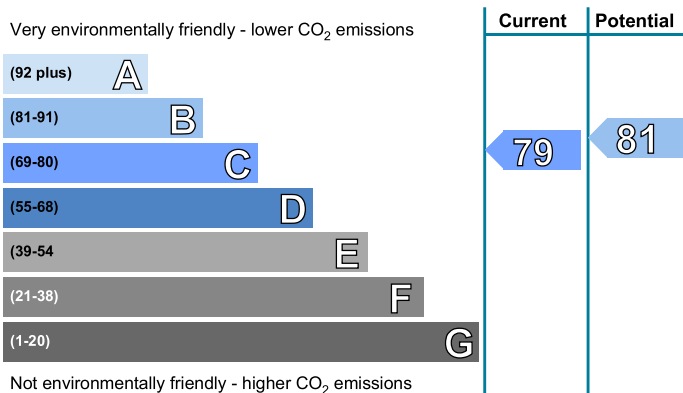 Very environmentally friendly - lower CO2 emissions
Current
Potential
(92 plus) A
(81-91) B
(69-80) C
(55-68) D
(39-54 E
(21-38) F
(1-20) G
79
81
Not environmentally friendly - higher CO2 emissions